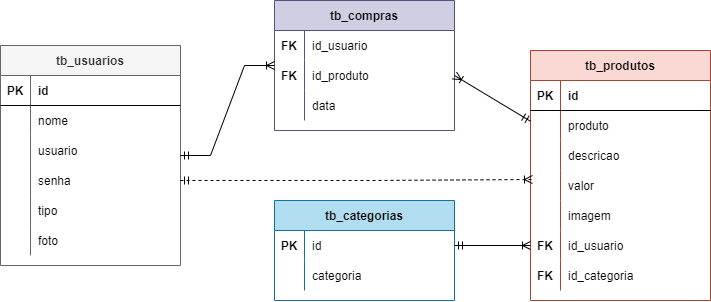 tb_usuarios
PK id
nome
usuario
senha
tipo
foto
tb_compras
FK id_usuario
FK id_produto
data
tb_categorias
PK id
categoria
tb_produtos
PK id
produto
descricao
valor
imagem
FK id_usuario
FK id_categoria